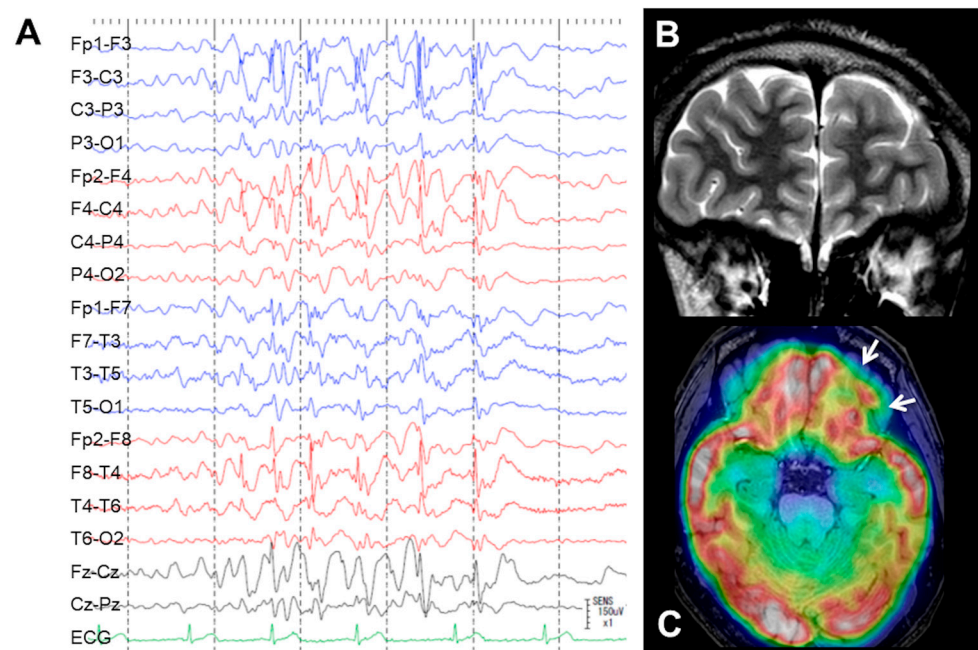 A
Fp1-F3
F3-C3
C3-P3
P3-O1
Fp2-F4
F4-C4
C4-P4
P4-O2
Fp1-F7
F7-T3
T3-T5
T5-O1
Fp2-F8
F8-T4
T4-T6
T6-O2
Fz-Cz
Cz-Pz
ECG
SENS
150uV
x1
B
C